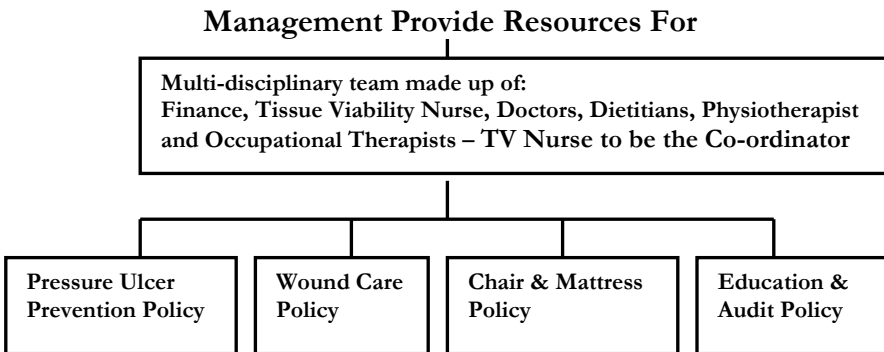 Management Provide Resources For
Multi-disciplinary team made up of:
Finance, Tissue Viability Nurse, Doctors, Dietitians, Physiotherapist
and Occupational Therapists – TV Nurse to be the Co-ordinator
Pressure Ulcer
Prevention Policy
Wound Care
Policy
Chair & Mattress
Policy
Education &
Audit Policy